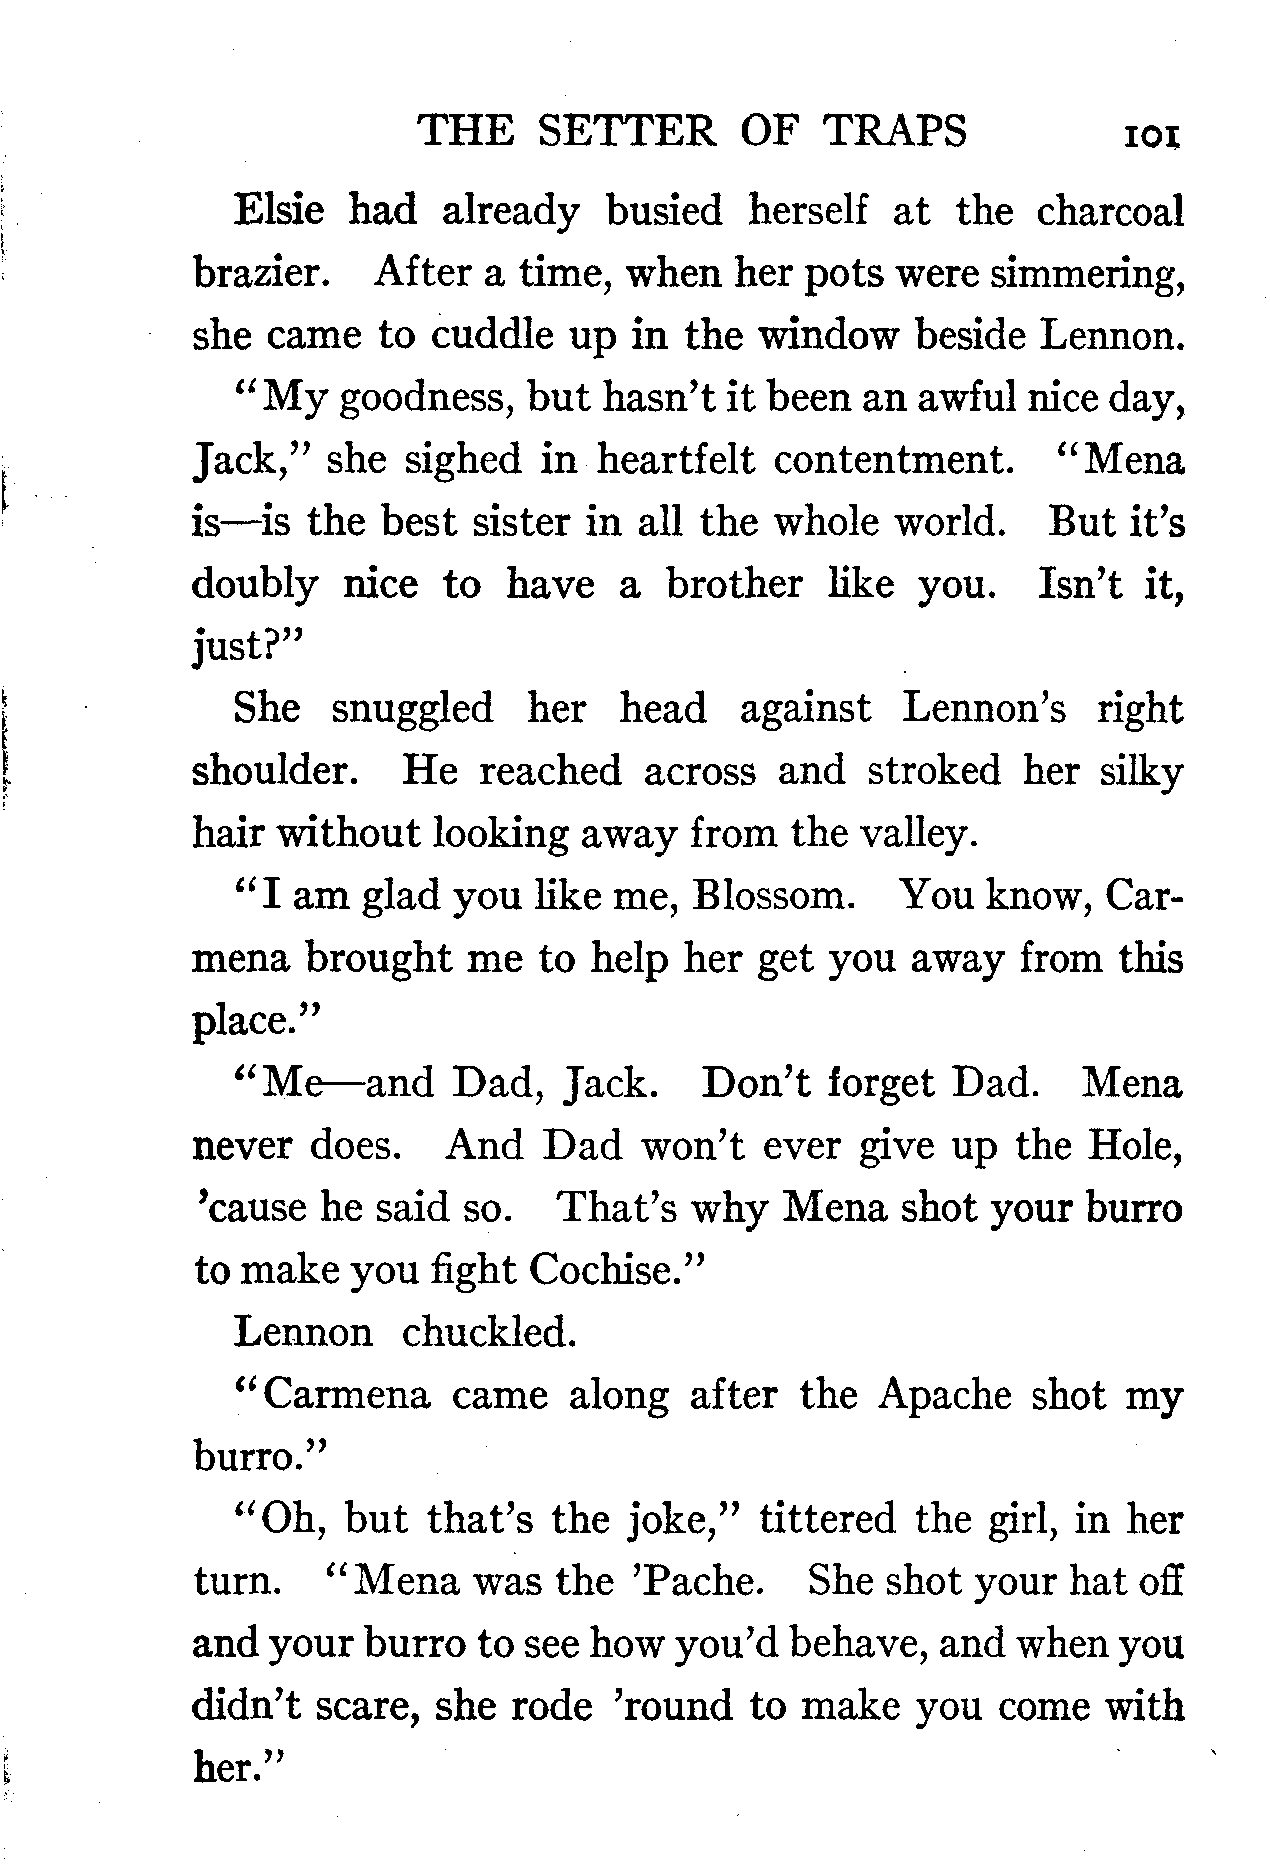 THE SETTER OF TRAPS 101
Elsie had already busied herself at the charcoal
brazier. After a time, when her pots were simmering,
she came to cuddle up in the window beside Lennon.
“My goodness, but hasn’t it been an awful nice day,
Jack,” she sighed in heartfelt contentment. “Mena
is—is the best sister in all the whole world. But it’s
doubly nice to have a brother like you. Isn’t it,
just?”
She snuggled her head against Lennon’s right
shoulder. He reached across and stroked her silky
hair without looking away from the valley.
“I am glad you like me, Blossom. You know, Car-
mena brought me to help her get you away from this
place.”
“Me—and Dad, Jack. Don’t forget Dad. Mena
never does. And Dad won’t ever give up the Hole,
’cause he said so. That’s why Mena shot your burro
to make you fight Cochise.”
Lennon chuckled.
“Carmena came along after the Apache shot my
burro.”
“Oh, but that’s the joke,” tittered the girl, in her
turn. “Mena was the ’Pache. She shot your hat off
and your burro to see how you’d behave, and when you
didn’t scare, she rode ’round to make you come with
her.”